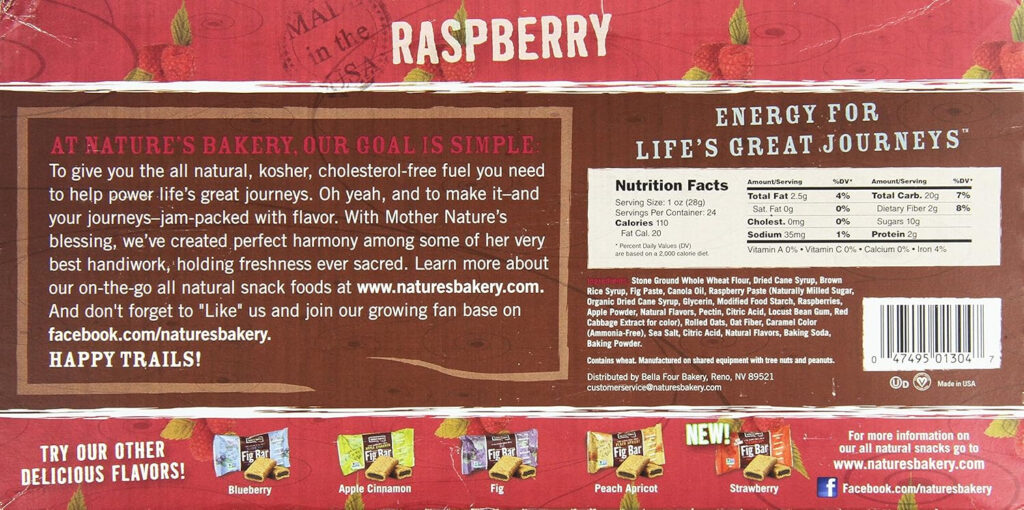 MADE
in the
USA
RASPBERRY
AT NATURE'S BAKERY, OUR GOAL IS SIMPLE:
To give you the all natural, kosher, cholesterol-free fuel you need
to help power life's great journeys. Oh yeah, and to make it–and
your journeys–jam-packed with flavor. With Mother Nature's
blessing, we've created perfect harmony among some of her very
best handiwork, holding freshness ever sacred. Learn more about
our on-the-go all natural snack foods at www.naturesbakery.com.
And don't forget to "Like" us and join our growing fan base on
facebook.com/naturesbakery.
HAPPY TRAILS!
ENERGY FOR
LIFE'S GREAT JOURNEYS™
Nutrition Facts
Serving Size: 1 oz (28g)
Servings Per Container: 24
Calories 110
Fat Cal. 20
* Percent Daily Values (DV)
are based on a 2,000 calorie diet.
Amount/Serving %DV* Amount/Serving %DV*
Total Fat 2.5g 4% Total Carb. 20g 7%
Sat. Fat 0g 0% Dietary Fiber 2g 8%
Cholest. 0mg 0% Sugars 10g
Sodium 35mg 1% Protein 2g
Vitamin A 0% • Vitamin C 0% • Calcium 0% • Iron 4%
Stone Ground Whole Wheat Flour, Dried Cane Syrup, Brown
Rice Syrup, Fig Paste, Canola Oil, Raspberry Paste (Naturally Milled Sugar,
Organic Dried Cane Syrup, Glycerin, Modified Food Starch, Raspberries,
Apple Powder, Natural Flavors, Pectin, Citric Acid, Locust Bean Gum, Red
Cabbage Extract for color), Rolled Oats, Oat Fiber, Caramel Color
(Ammonia-Free), Sea Salt, Citric Acid, Natural Flavors, Baking Soda,
Baking Powder.
Contains wheat. Manufactured on shared equipment with tree nuts and peanuts.
Distributed by Bella Four Bakery, Reno, NV 89521
customerservice@naturesbakery.com
0 47495 01304 7
UD Made in USA
TRY OUR OTHER
DELICIOUS FLAVORS!
Fig Bar
Blueberry
Fig Bar
Apple Cinnamon
Fig Bar
Fig
Fig Bar
Peach Apricot
NEW!
Fig Bar
Strawberry
For more information on
our all natural snacks go to
www.naturesbakery.com
f Facebook.com/naturesbakery